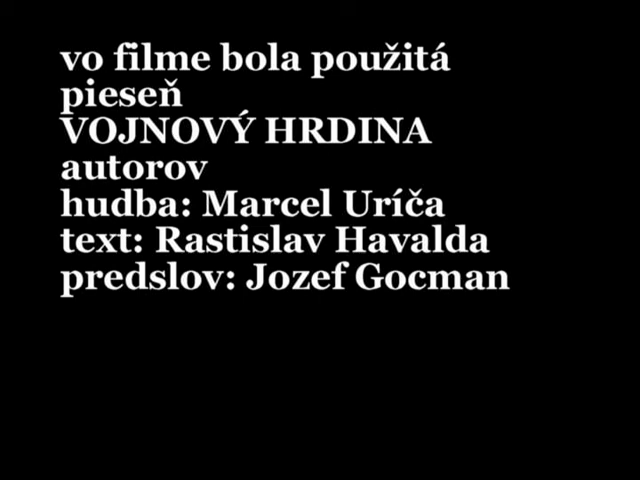 vo filme bola použitá
pieseň
VOJNOVÝ HRDINA
autorov
hudba: Marcel Uríča
text: Rastislav Havalda
predslov: Jozef Gocman